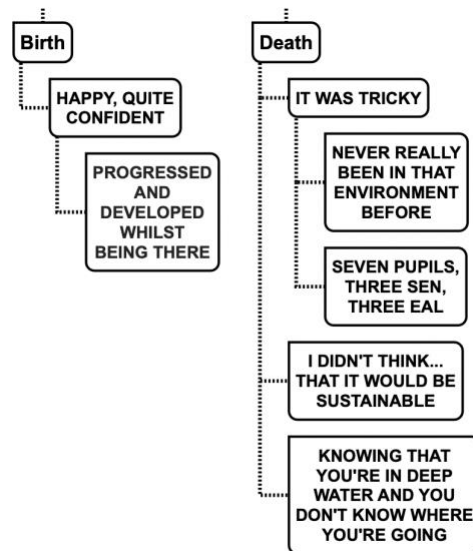 Birth
HAPPY, QUITE
CONFIDENT
PROGRESSED
AND
DEVELOPED
WHILST
BEING THERE
Death
IT WAS TRICKY
NEVER REALLY
BEEN IN THAT
ENVIRONMENT
BEFORE
SEVEN PUPILS,
THREE SEN,
THREE EAL
I DIDN'T THINK...
THAT IT WOULD BE
SUSTAINABLE
KNOWING THAT
YOU'RE IN DEEP
WATER AND YOU
DON'T KNOW WHERE
YOU'RE GOING